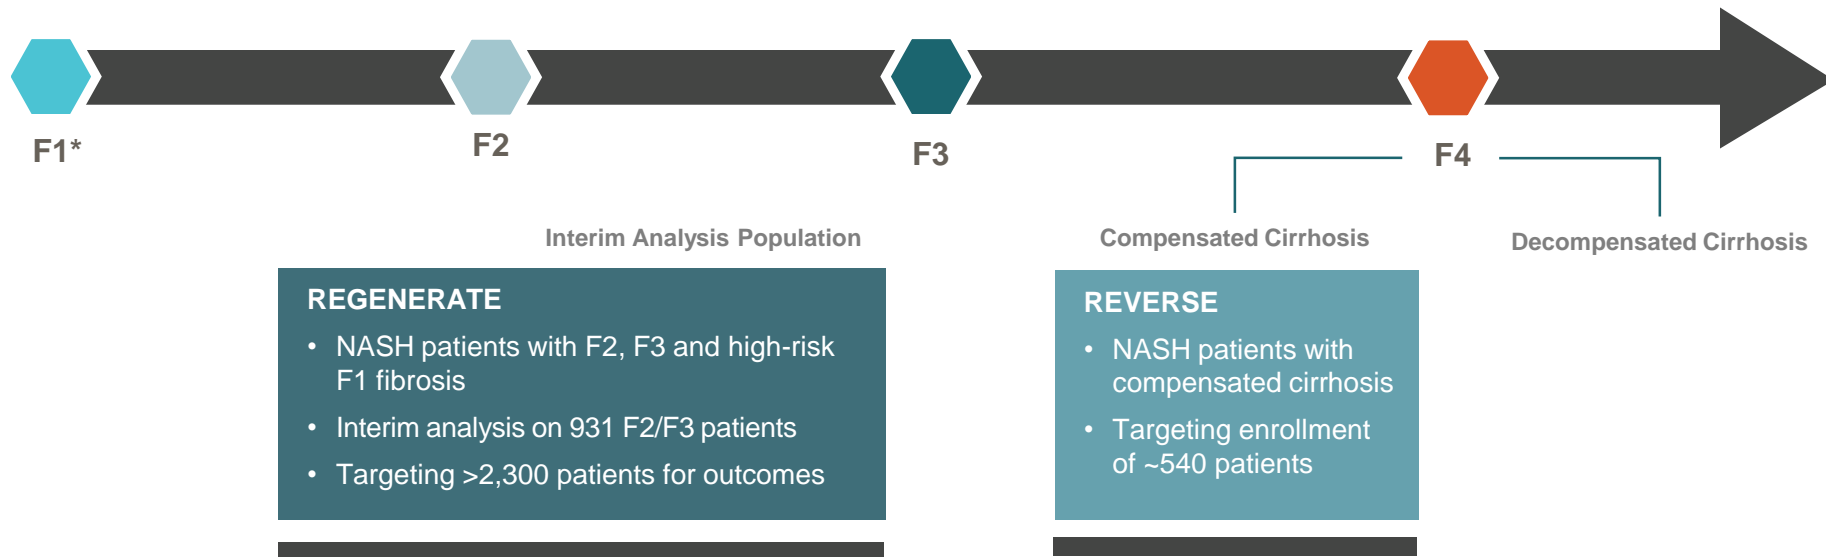 F1*
F2
F3
F4
Interim Analysis Population
Compensated Cirrhosis
Decompensated Cirrhosis
REGENERATE
• NASH patients with F2, F3 and high-risk
F1 fibrosis
• Interim analysis on 931 F2/F3 patients
• Targeting >2,300 patients for outcomes
REVERSE
• NASH patients with
compensated cirrhosis
• Targeting enrollment
of ~540 patients